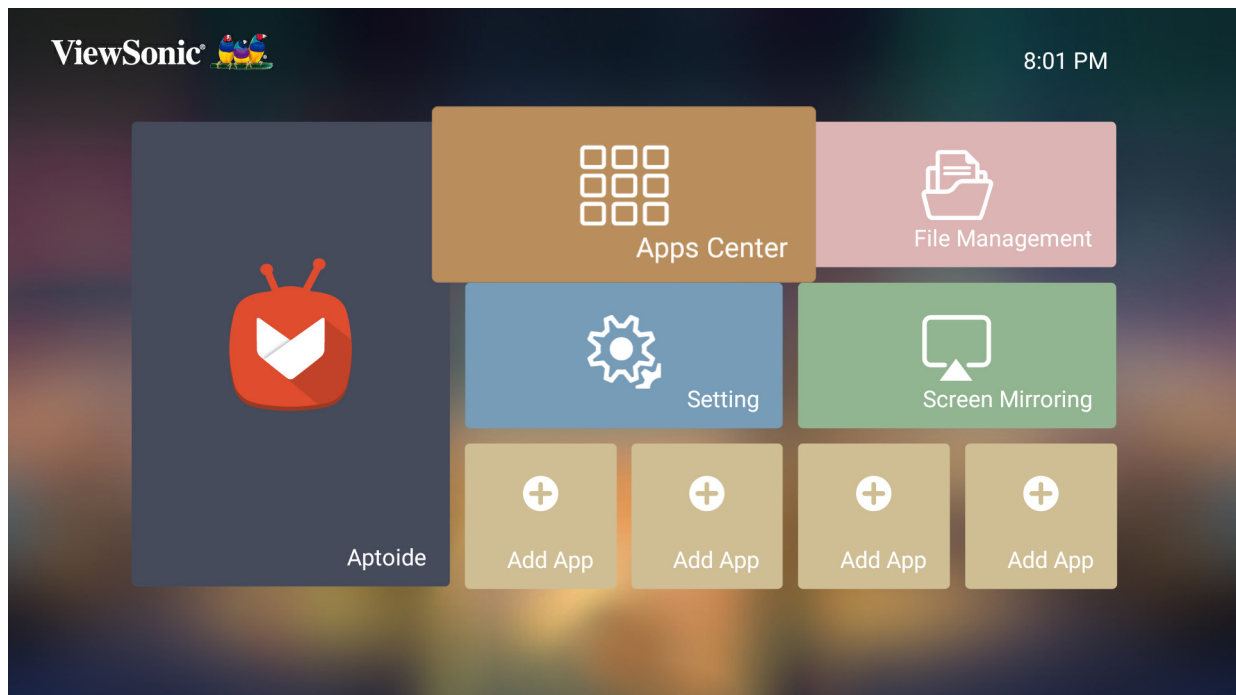 ViewSonic®
8:01 PM
Apps Center
File Management
Setting
Screen Mirroring
Aptoide
Add App
Add App
Add App
Add App